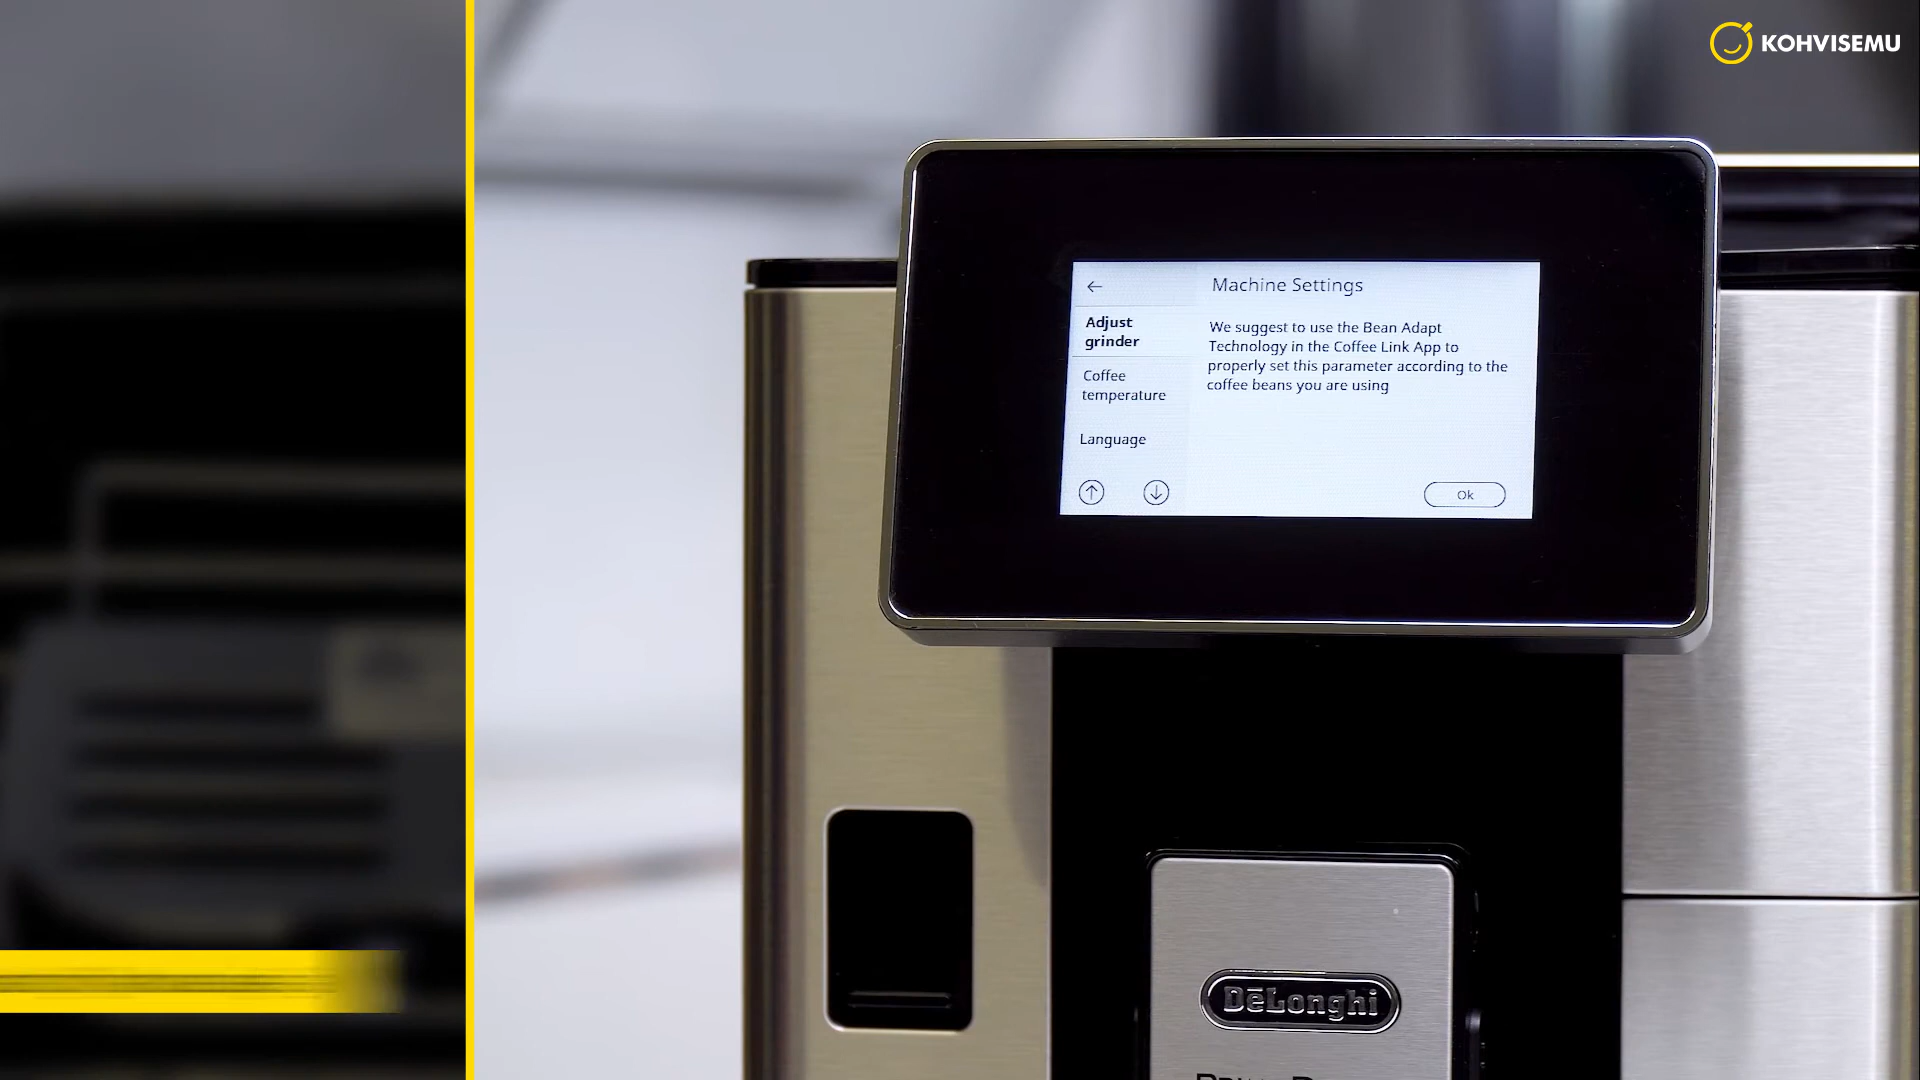 KOHVISEMU
←
Machine Settings
Adjust
grinder
Coffee
temperature
Language
We suggest to use the Bean Adapt
Technology in the Coffee Link App to
properly set this parameter according to the
coffee beans you are using
Ok
DeLonghi